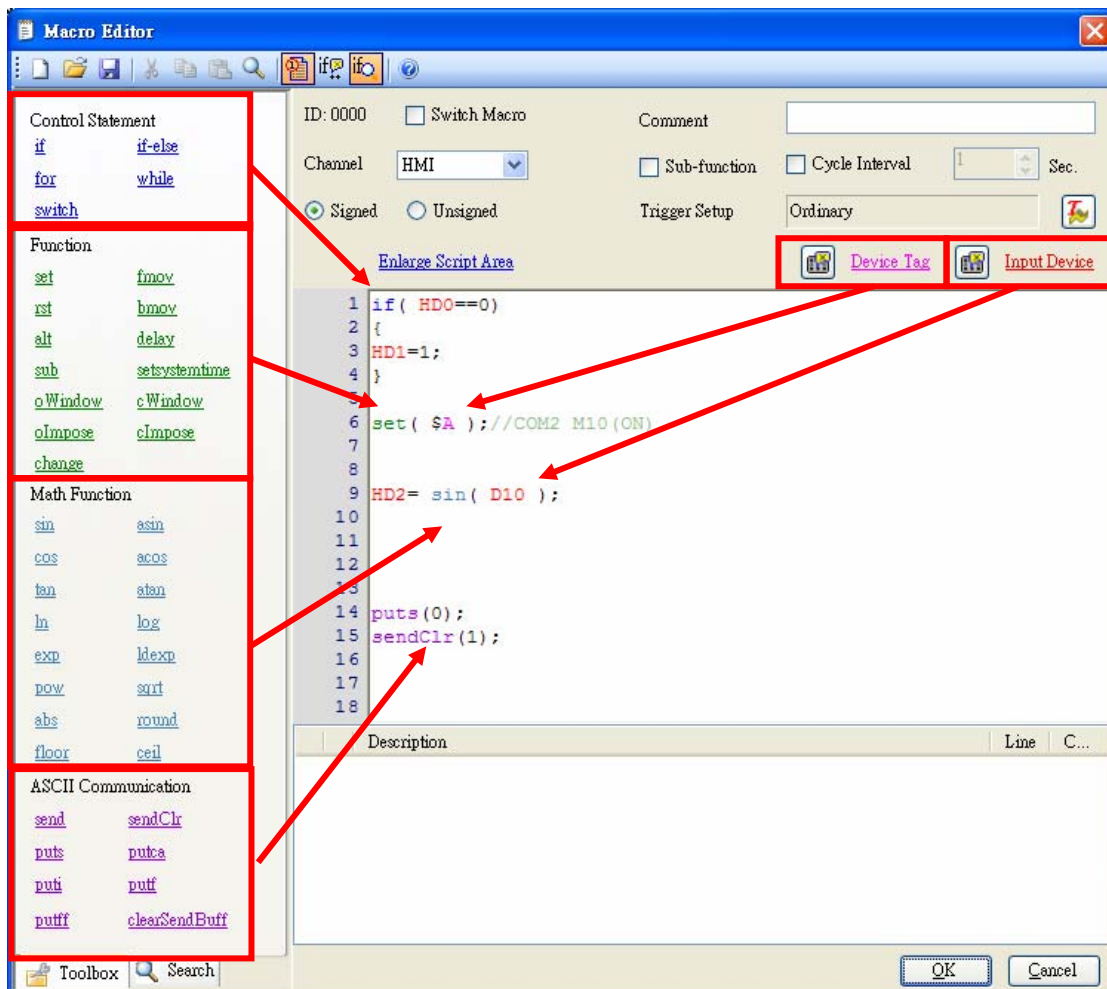 Macro Editor
Control Statement
if if-else
for while
switch
Function
set fmov
rst bmov
alt delay
sub setsystemtime
oWindow cWindow
oImpose cImpose
change
Math Function
sin asin
cos acos
tan atan
ln log
exp ldexp
pow sqrt
abs round
floor ceil
ASCII Communication
send sendClr
puts putca
puti putf
putff clearSendBuff
Toolbox Search
ID: 0000 Switch Macro Comment
Channel HMI Sub-function Cycle Interval 1 Sec.
Signed Unsigned Trigger Setup Ordinary
Enlarge Script Area Device Tag Input Device
1 if( HD0==0)
2 {
3 HD1=1;
4 }
5
6 set( $A );//COM2 M10(ON)
7
8
9 HD2= sin( D10 );
10
11
12
13
14 puts(0);
15 sendClr(1);
16
17
18
Description Line C...
OK Cancel